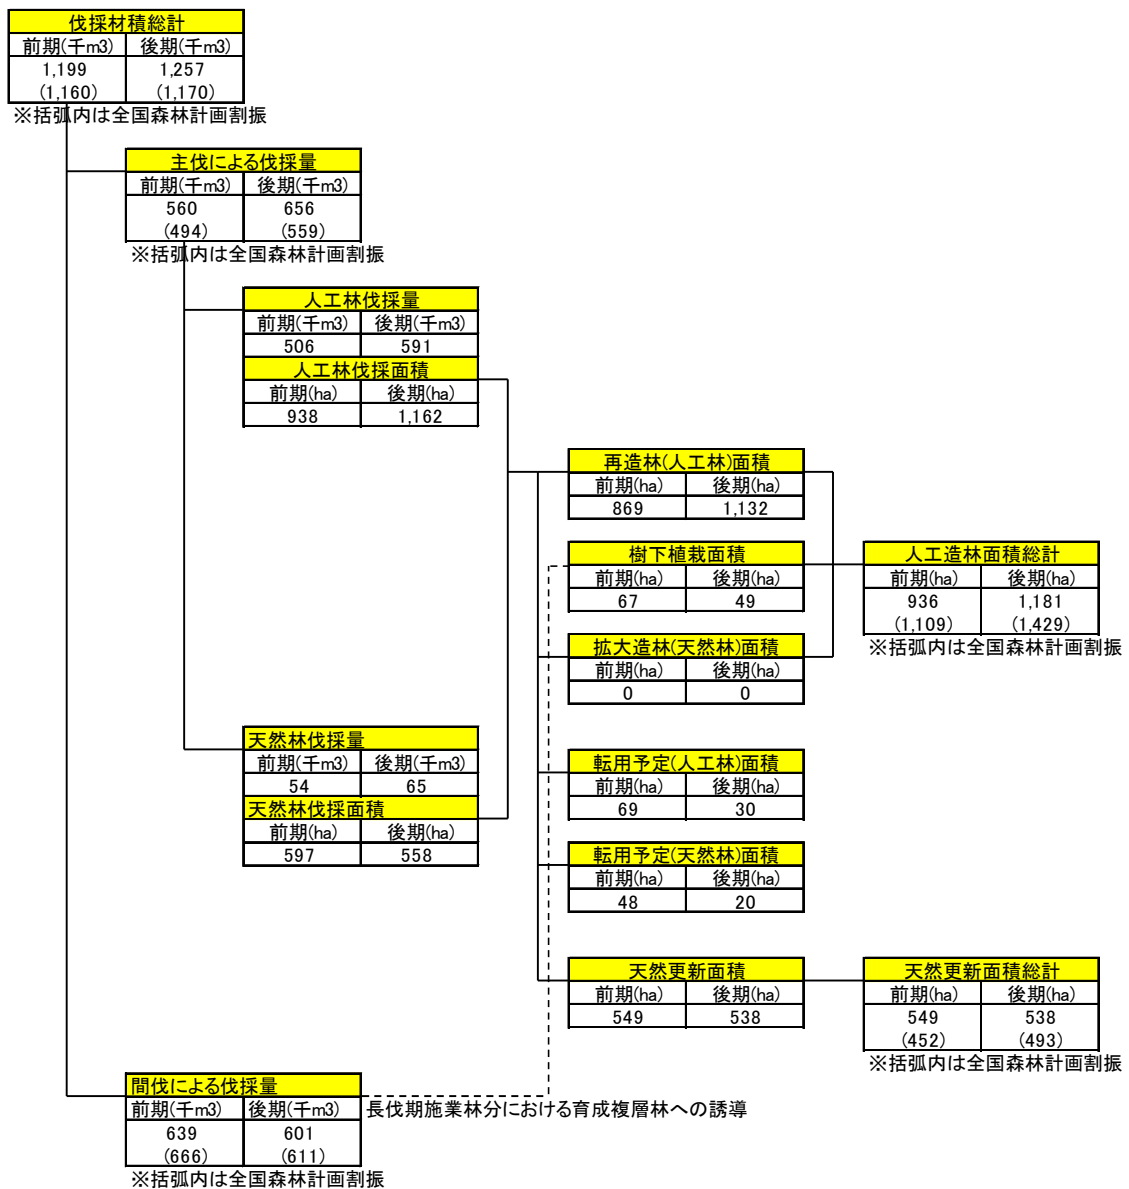 伐採材積総計
前期(千m3) 後期(千m3)
1,199 1,257
(1,160) (1,170)
※括弧内は全国森林計画割振
主伐による伐採量
前期(千m3) 後期(千m3)
560 656
(494) (559)
※括弧内は全国森林計画割振
人工林伐採量
前期(千m3) 後期(千m3)
506 591
人工林伐採面積
前期(ha) 後期(ha)
938 1,162
再造林(人工林)面積
前期(ha) 後期(ha)
869 1,132
樹下植栽面積
前期(ha) 後期(ha)
67 49
人工造林面積総計
前期(ha) 後期(ha)
936 1,181
(1,109) (1,429)
※括弧内は全国森林計画割振
拡大造林(天然林)面積
前期(ha) 後期(ha)
0 0
天然林伐採量
前期(千m3) 後期(千m3)
54 65
天然林伐採面積
前期(ha) 後期(ha)
597 558
転用予定(人工林)面積
前期(ha) 後期(ha)
69 30
転用予定(天然林)面積
前期(ha) 後期(ha)
48 20
天然更新面積
前期(ha) 後期(ha)
549 538
天然更新面積総計
前期(ha) 後期(ha)
549 538
(452) (493)
※括弧内は全国森林計画割振
間伐による伐採量
前期(千m3) 後期(千m3)
639 601
(666) (611)
※括弧内は全国森林計画割振
長伐期施業林分における育成複層林への誘導